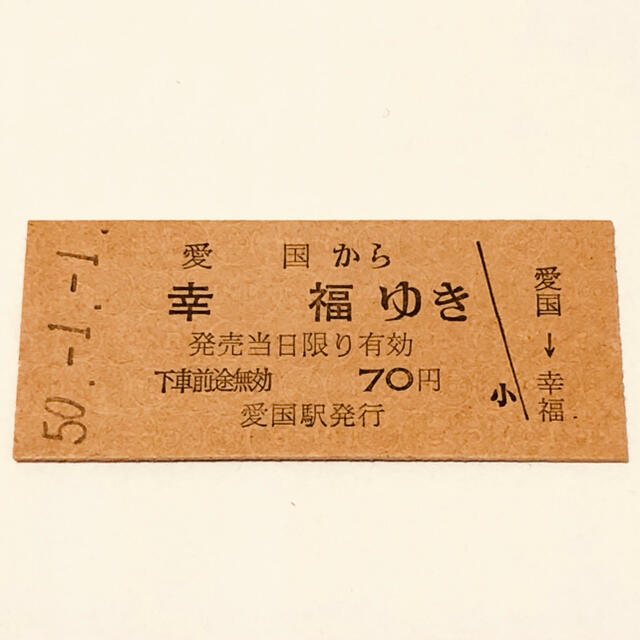 50.-1.-1.
愛国から
幸福ゆき
発売当日限り有効
下車前途無効 70円
愛国駅発行
小
愛国→幸福